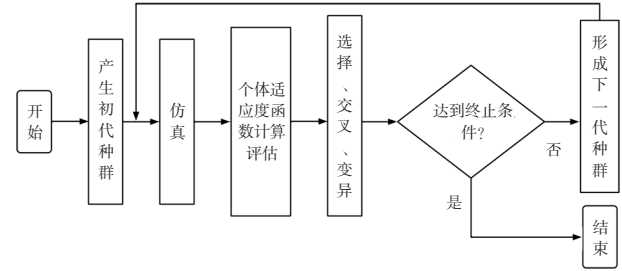 开始
产生初代种群
仿真
个体适
应度函
数计算
评估
选择、交叉、变异
达到终止条
件?
否
是
形成下一代种群
结束